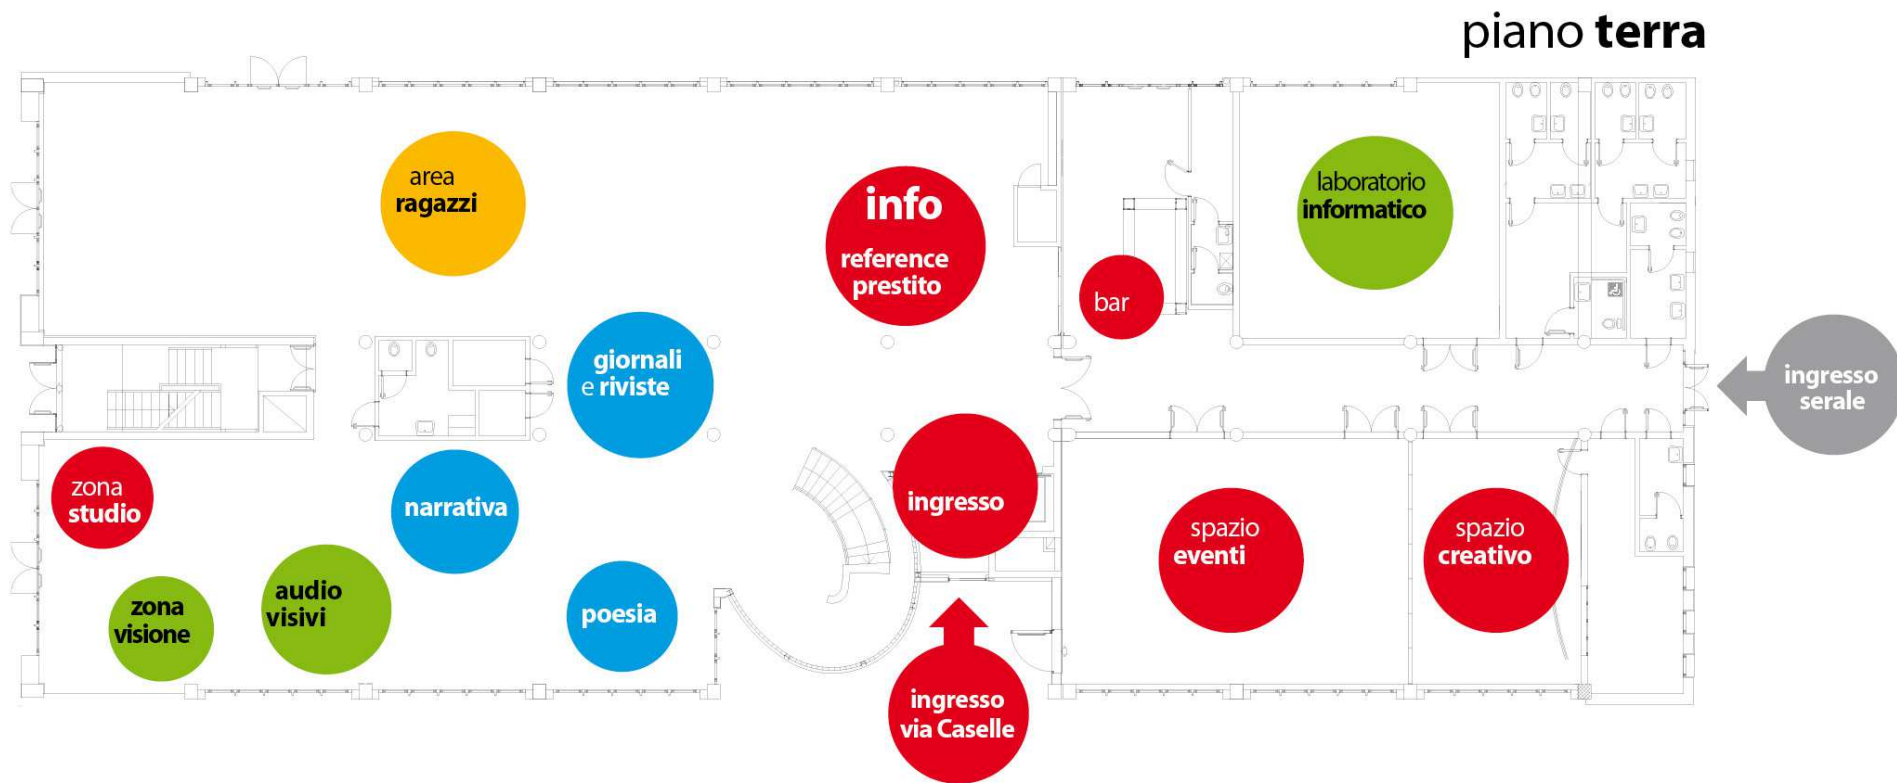 piano terra
area
ragazzi
info
reference
prestito
bar
laboratorio
informatico
giornali
e riviste
ingresso
serale
zona
studio
narrativa
ingresso
spazio
eventi
spazio
creativo
zona
visione
audio
visivi
poesia
ingresso
via Caselle